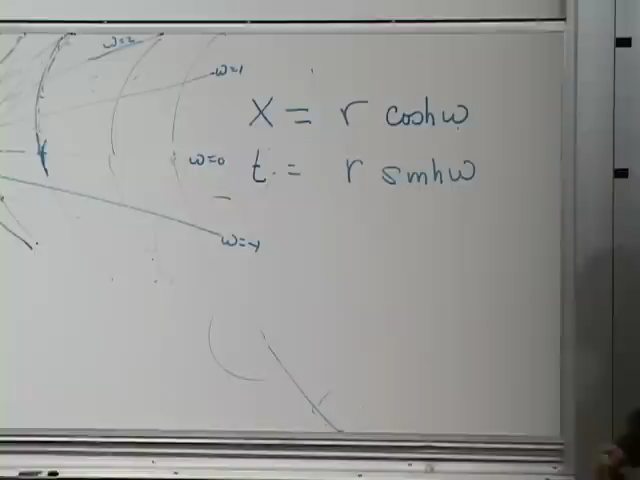 ω=2
ω=1
X = r coshω
ω=0
t = r sinhω
ω=-1